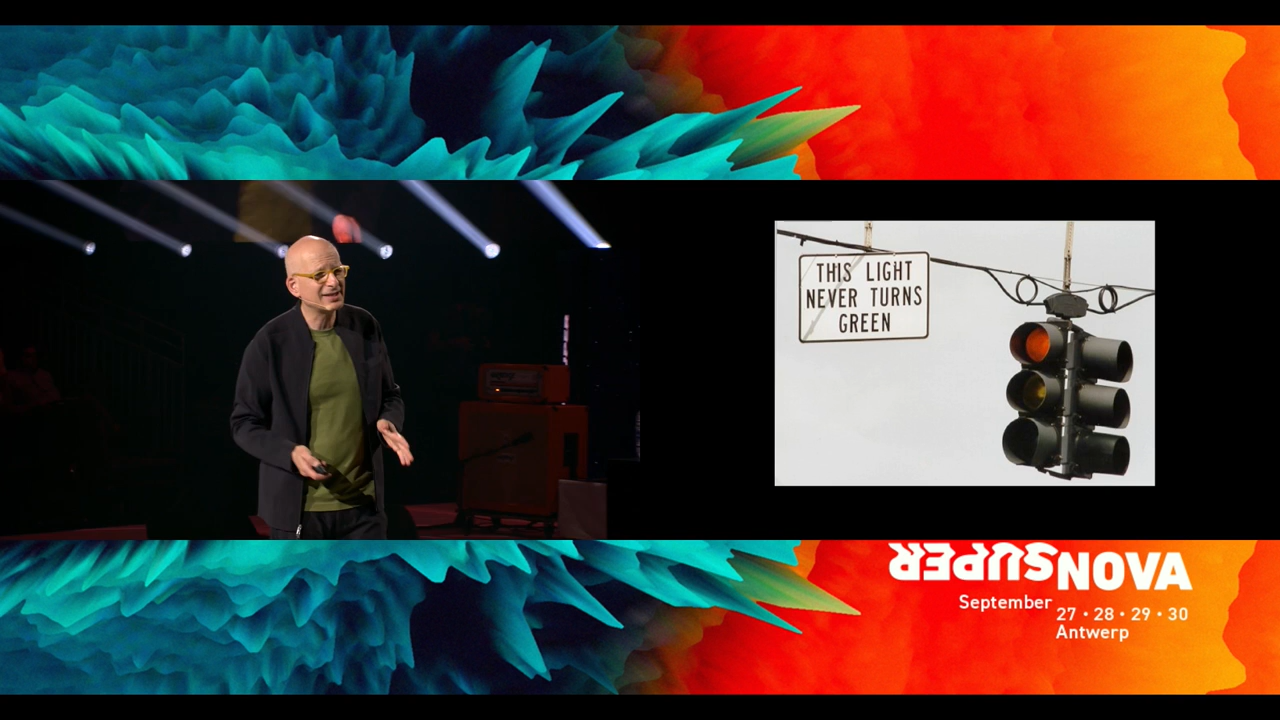 THIS LIGHT
NEVER TURNS
GREEN
SUPERNOVA
September 27 • 28 • 29 • 30
Antwerp